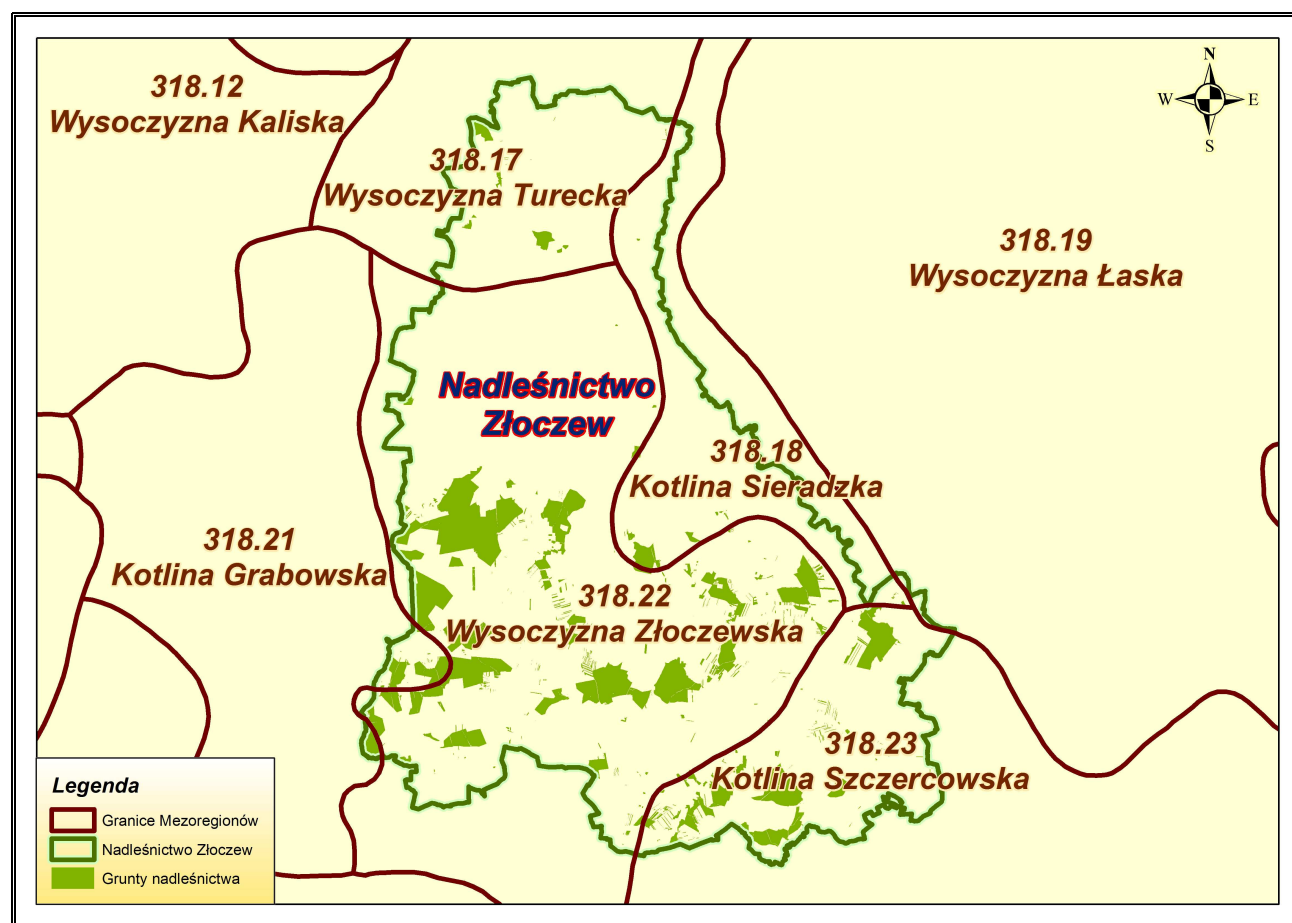 318.12
Wysoczyzna Kaliska
N
W
E
S
318.17
Wysoczyzna Turecka
318.19
Wysoczyzna Łaska
Nadleśnictwo
Złoczew
318.18
Kotlina Sieradzka
318.21
Kotlina Grabowska
318.22
Wysoczyzna Złoczewska
318.23
Kotlina Szczercowska
Legenda
Granice Mezoregionów
Nadleśnictwo Złoczew
Grunty nadleśnictwa